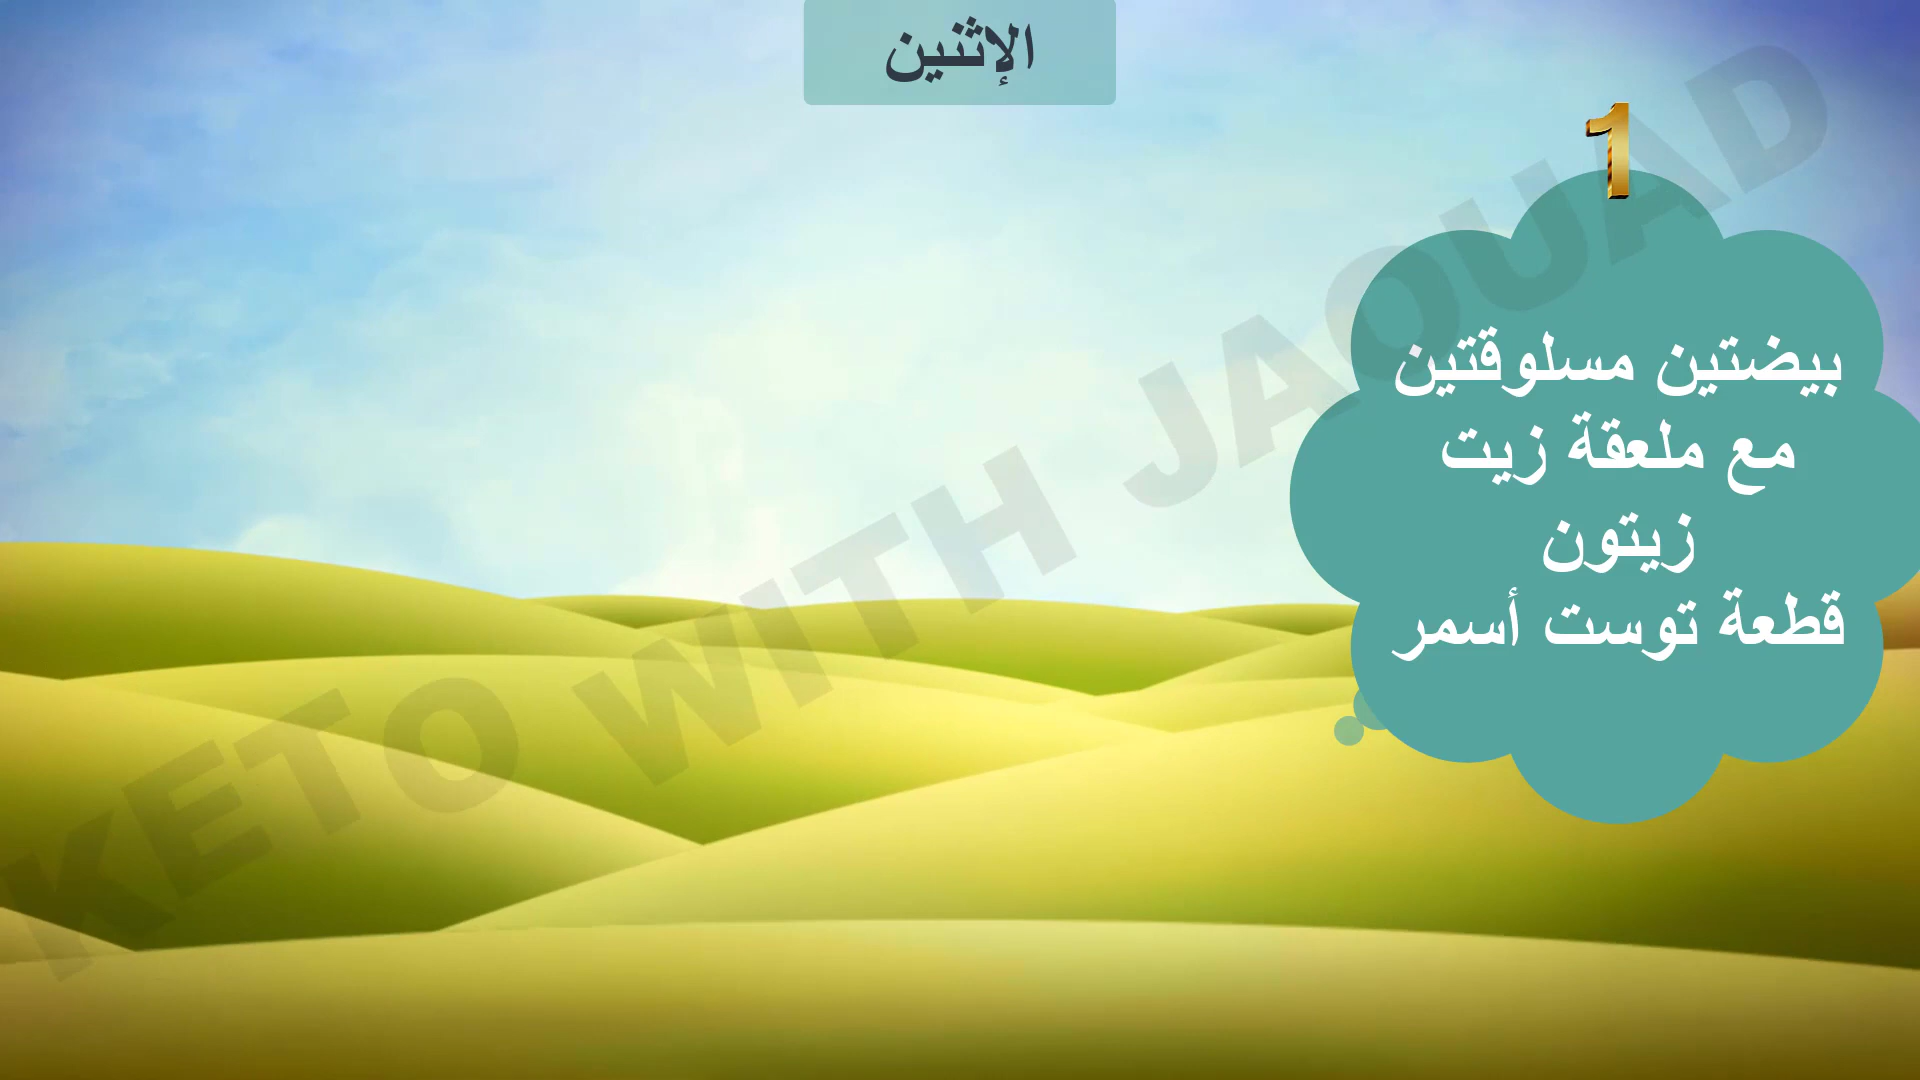 الإثنين
1
بيضتين مسلوقتين
مع ملعقة زيت
زيتون
قطعة توست أسمر
KETO WITH JAOUAD